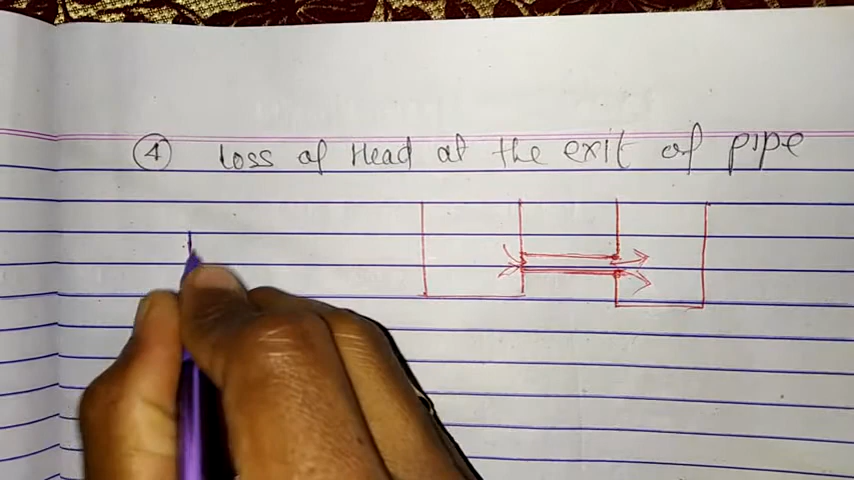 ④ Loss of Head at the exit of pipe